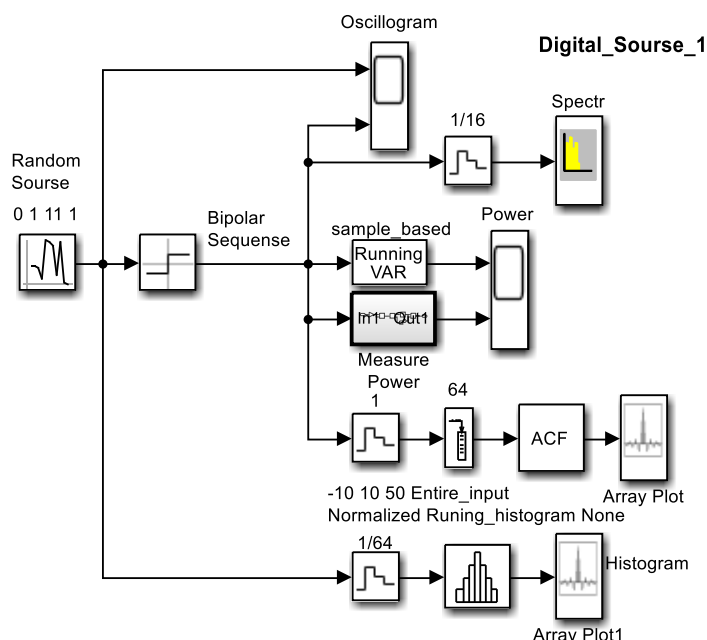 Oscillogram
Digital_Sourse_1
1/16
Spectr
Random
Sourse
0 1 11 1
Bipolar
Sequense
sample_based
Power
Running
VAR
In1 Out1
Measure
Power
1
64
ACF
Array Plot
-10 10 50 Entire_input
Normalized Runing_histogram None
1/64
Histogram
Array Plot1